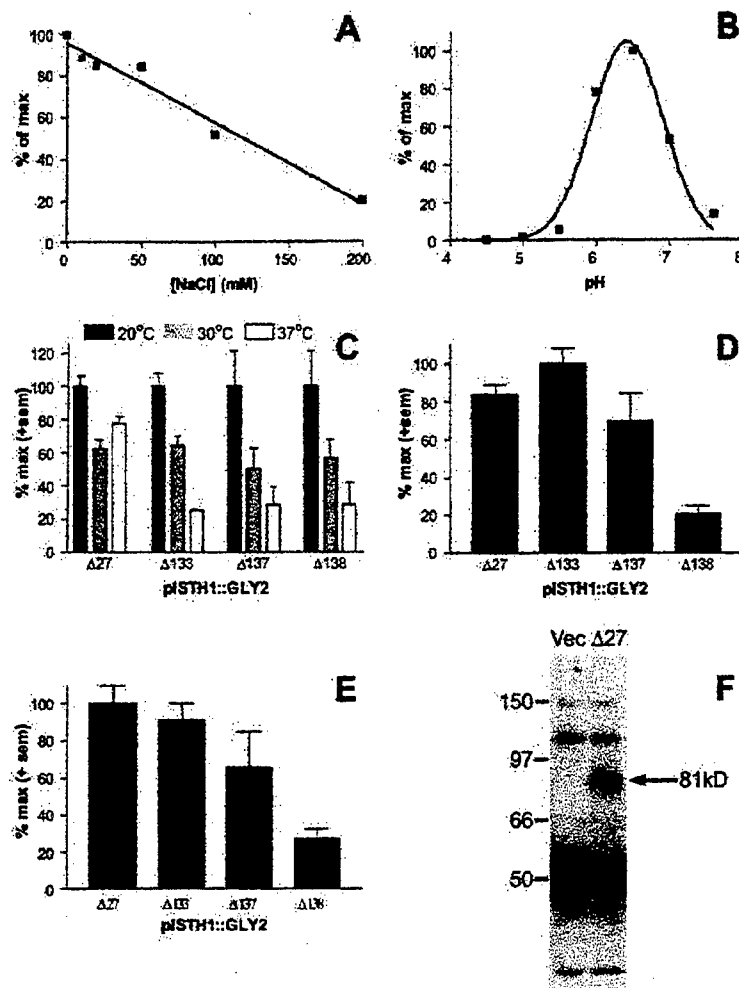 A
% of max
100
80
60
40
20
0
0 50 100 150 200
[NaCl] (mM)
B
% of max
100
80
60
40
20
0
4 5 6 7 8
pH
20°C 30°C 37°C
C
% max (+sem)
120
100
80
60
40
20
0
Δ27 Δ133 Δ137 Δ138
pISTH1::GLY2
D
% max (+sem)
100
80
60
40
20
0
Δ27 Δ133 Δ137 Δ138
pISTH1::GLY2
E
% max (+ sem)
100
80
60
40
20
0
Δ27 Δ133 Δ137 Δ138
pISTH1::GLY2
Vec Δ27
F
150
97
81kD
66
50